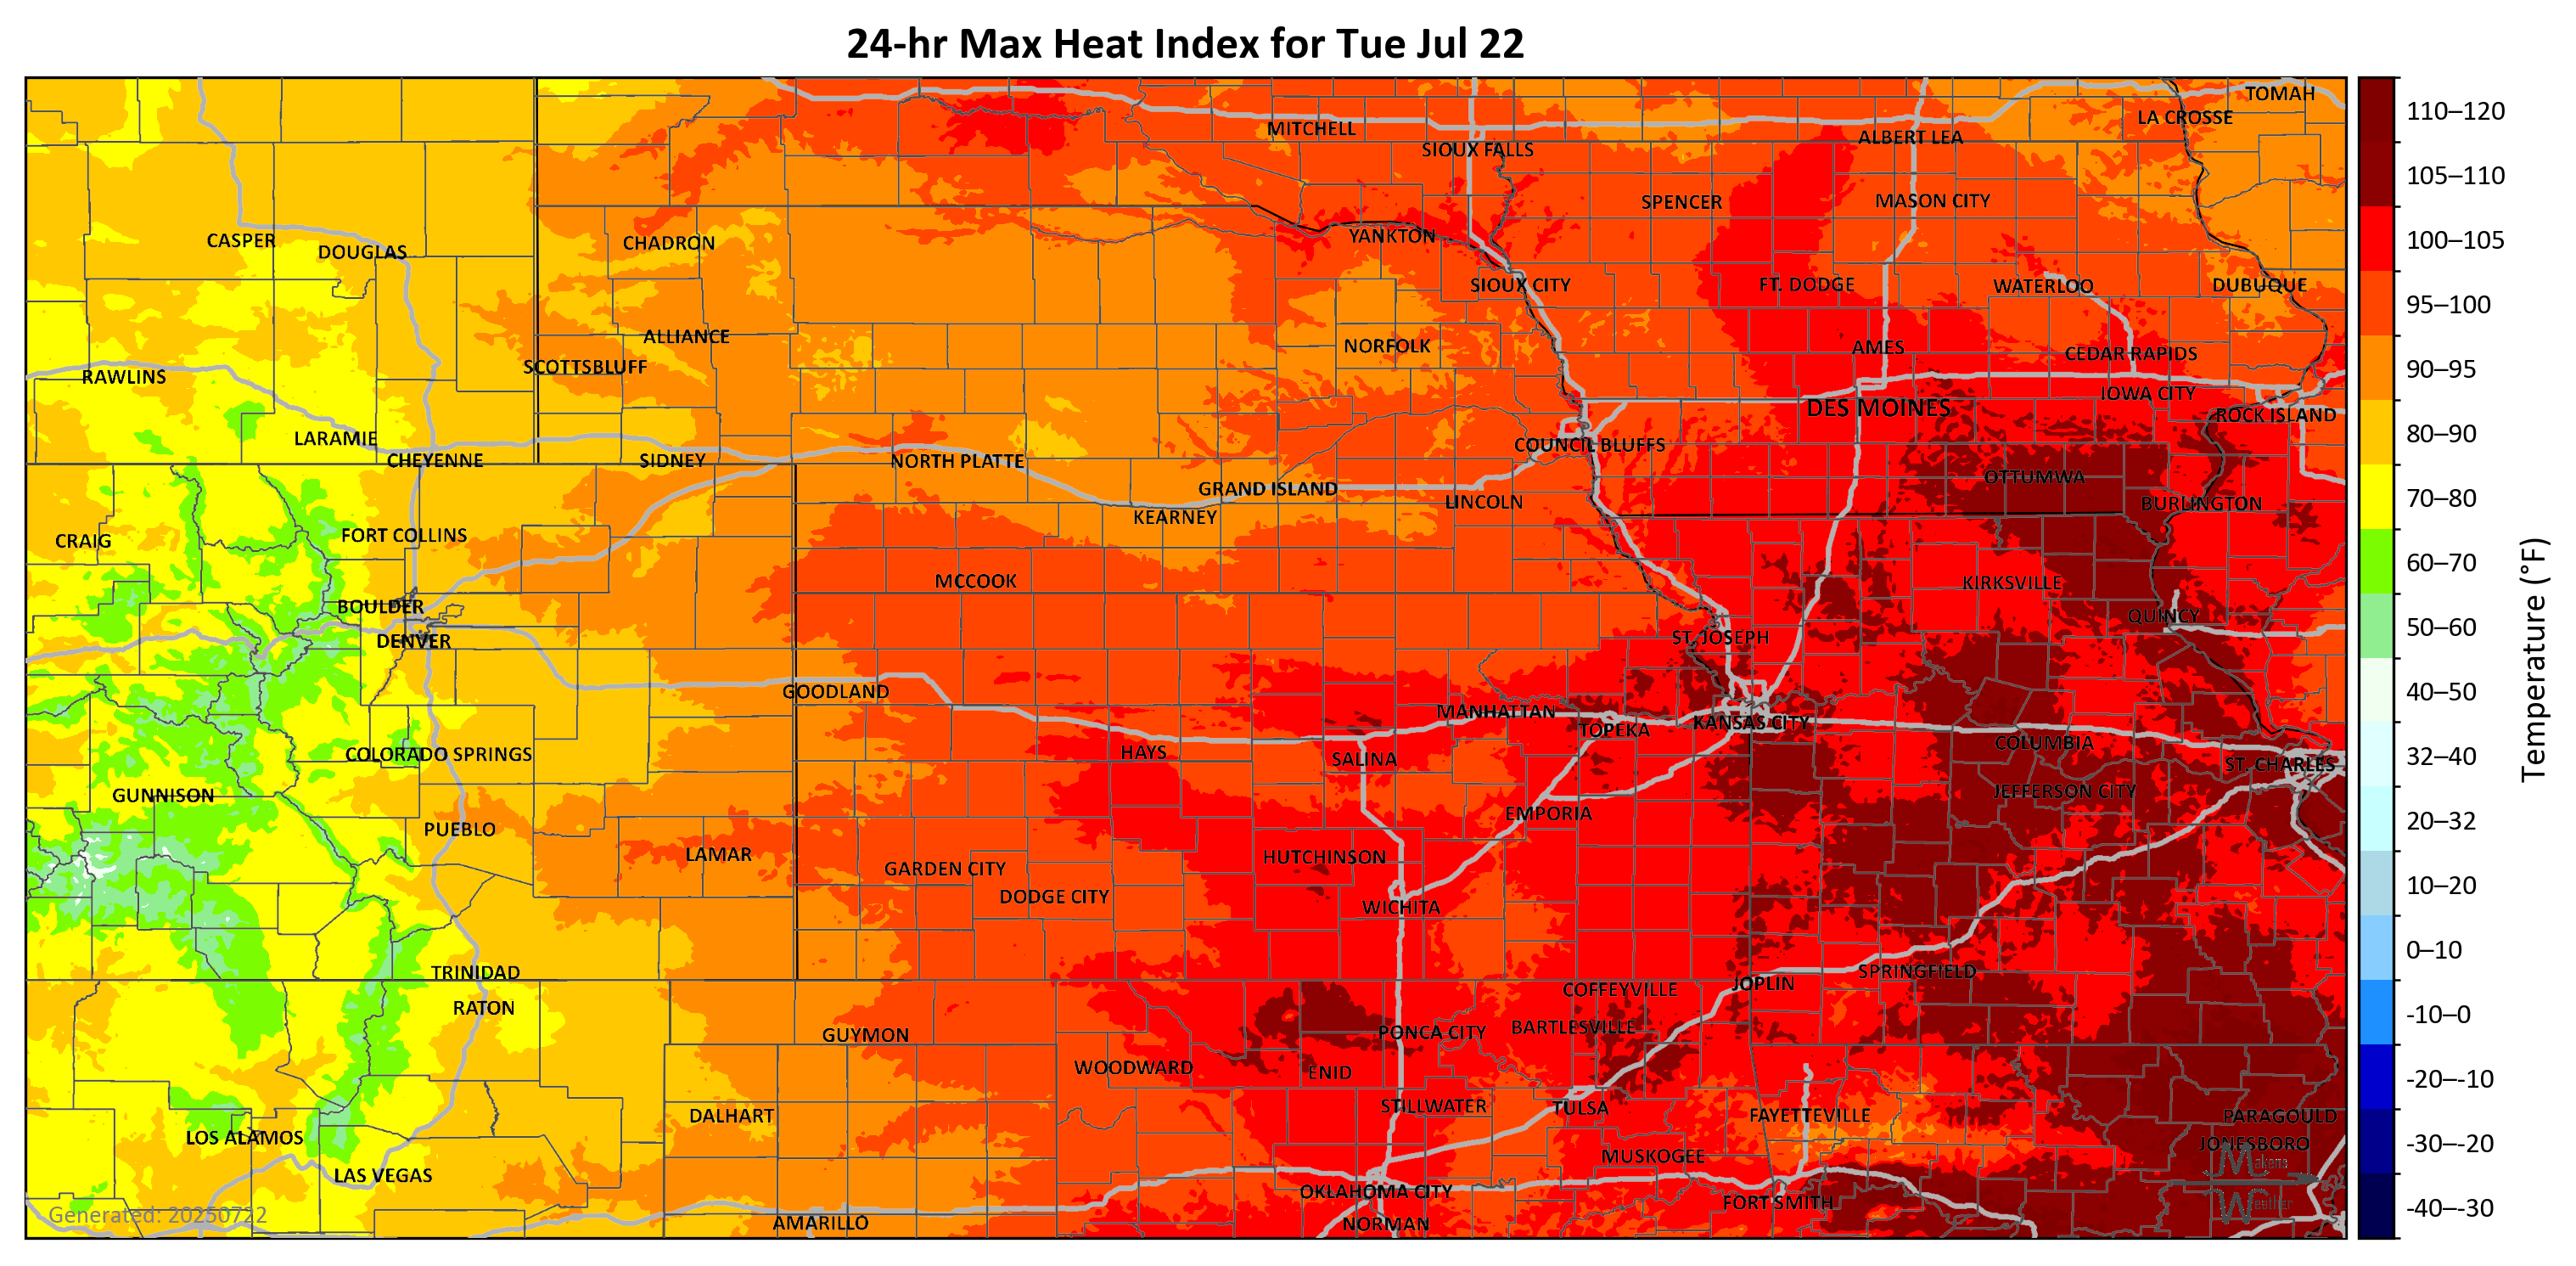 24-hr Max Heat Index for Tue Jul 22
TOMAH
LA CROSSE
MITCHELL
ALBERT LEA
SIOUX FALLS
SPENCER
MASON CITY
YANKTON
CASPER
CHADRON
DOUGLAS
SIOUX CITY
FT. DODGE
WATERLOO
DUBUQUE
ALLIANCE
NORFOLK
AMES
CEDAR RAPIDS
SCOTTSBLUFF
RAWLINS
IOWA CITY
DES MOINES
ROCK ISLAND
LARAMIE
COUNCIL BLUFFS
CHEYENNE
SIDNEY
NORTH PLATTE
OTTUMWA
GRAND ISLAND
LINCOLN
BURLINGTON
KEARNEY
FORT COLLINS
CRAIG
MCCOOK
KIRKSVILLE
BOULDER
QUINCY
DENVER
ST. JOSEPH
GOODLAND
MANHATTAN
KANSAS CITY
TOPEKA
COLUMBIA
COLORADO SPRINGS
HAYS
SALINA
ST. CHARLES
GUNNISON
JEFFERSON CITY
EMPORIA
PUEBLO
LAMAR
HUTCHINSON
GARDEN CITY
DODGE CITY
WICHITA
TRINIDAD
SPRINGFIELD
JOPLIN
COFFEYVILLE
RATON
BARTLESVILLE
GUYMON
PONCA CITY
WOODWARD
ENID
STILLWATER
TULSA
DALHART
FAYETTEVILLE
PARAGOULD
LOS ALAMOS
JONESBORO
MUSKOGEE
Makens
LAS VEGAS
OKLAHOMA CITY
FORT SMITH
Weather
Generated: 20250722
AMARILLO
NORMAN
110–120
105–110
100–105
95–100
90–95
80–90
70–80
60–70
50–60
40–50
32–40
20–32
10–20
0–10
-10–0
-20–-10
-30–-20
-40–-30
Temperature (°F)